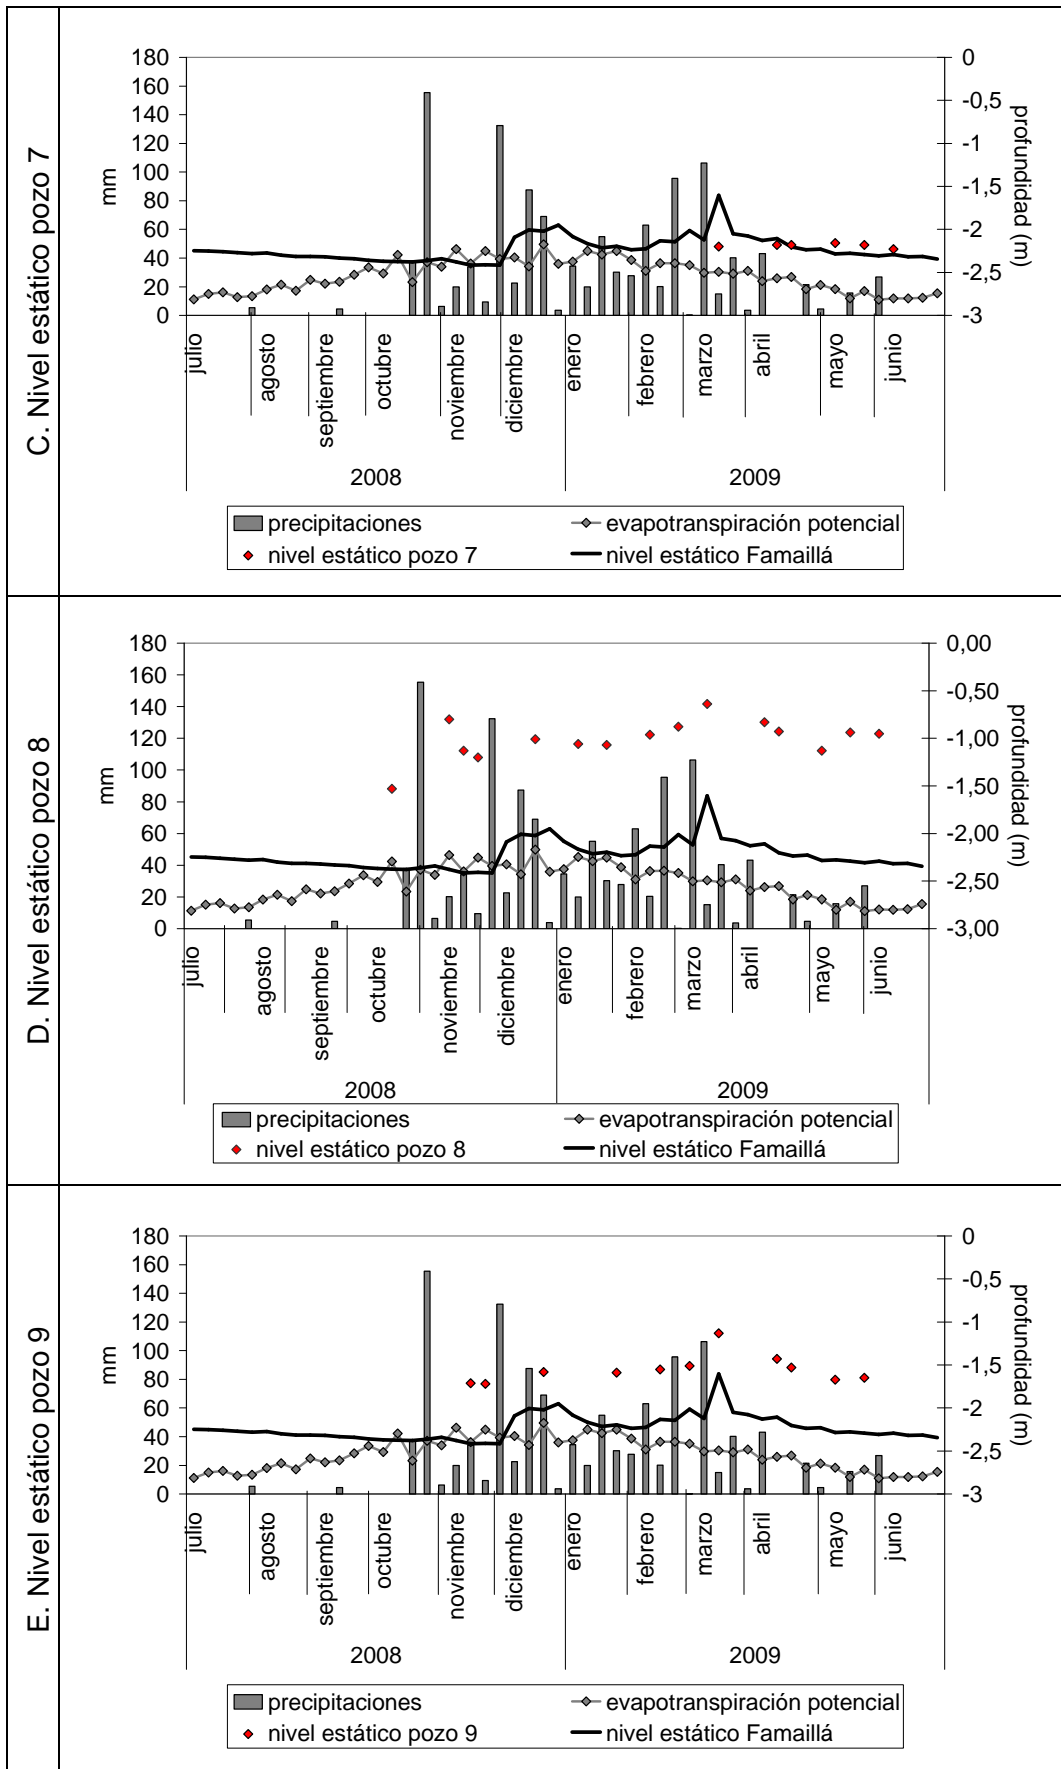 C. Nivel estático pozo 7
mm
180
160
140
120
100
80
60
40
20
0
0
-0,5
-1
-1,5
-2
-2,5
-3
profundidad (m)
julio
agosto
septiembre
octubre
noviembre
diciembre
enero
febrero
marzo
abril
mayo
junio
2008 2009
precipitaciones evapotranspiración potencial
nivel estático pozo 7 nivel estático Famaillá
D. Nivel estático pozo 8
mm
180
160
140
120
100
80
60
40
20
0
0,00
-0,50
-1,00
-1,50
-2,00
-2,50
-3,00
profundidad (m)
julio
agosto
septiembre
octubre
noviembre
diciembre
enero
febrero
marzo
abril
mayo
junio
2008 2009
precipitaciones evapotranspiración potencial
nivel estático pozo 8 nivel estático Famaillá
E. Nivel estático pozo 9
mm
180
160
140
120
100
80
60
40
20
0
0
-0,5
-1
-1,5
-2
-2,5
-3
profundidad (m)
julio
agosto
septiembre
octubre
noviembre
diciembre
enero
febrero
marzo
abril
mayo
junio
2008 2009
precipitaciones evapotranspiración potencial
nivel estático pozo 9 nivel estático Famaillá